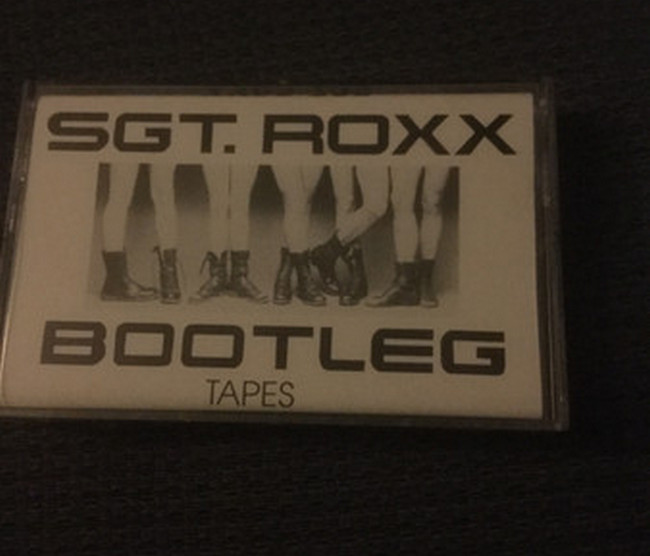 SGT. ROXX
BOOTLEG
TAPES